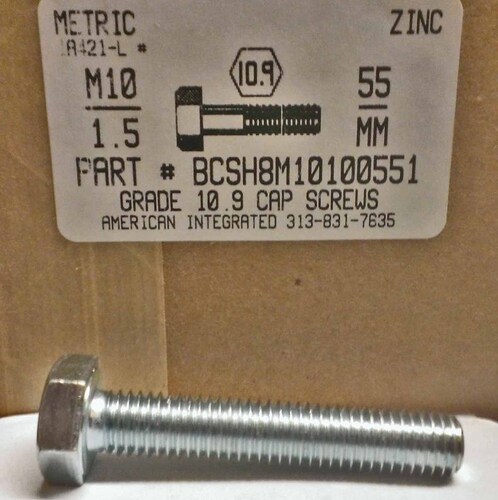 METRIC ZINC
A421-L #
M10 10.9 55
1.5 MM
PART # BCSH8M10100551
GRADE 10.9 CAP SCREWS
AMERICAN INTEGRATED 313-831-7635